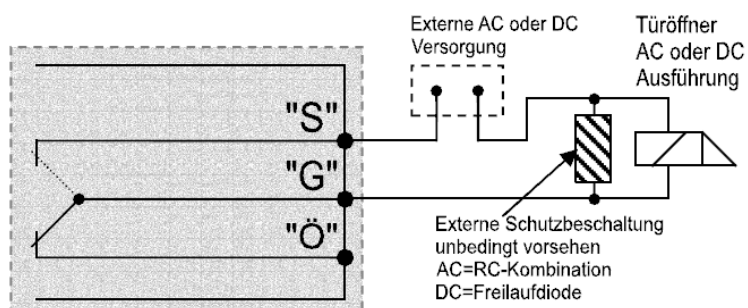 Externe AC oder DC
Versorgung
Türöffner
AC oder DC
Ausführung
"S"
"G"
"Ö"
Externe Schutzbeschaltung
unbedingt vorsehen
AC=RC-Kombination
DC=Freilaufdiode